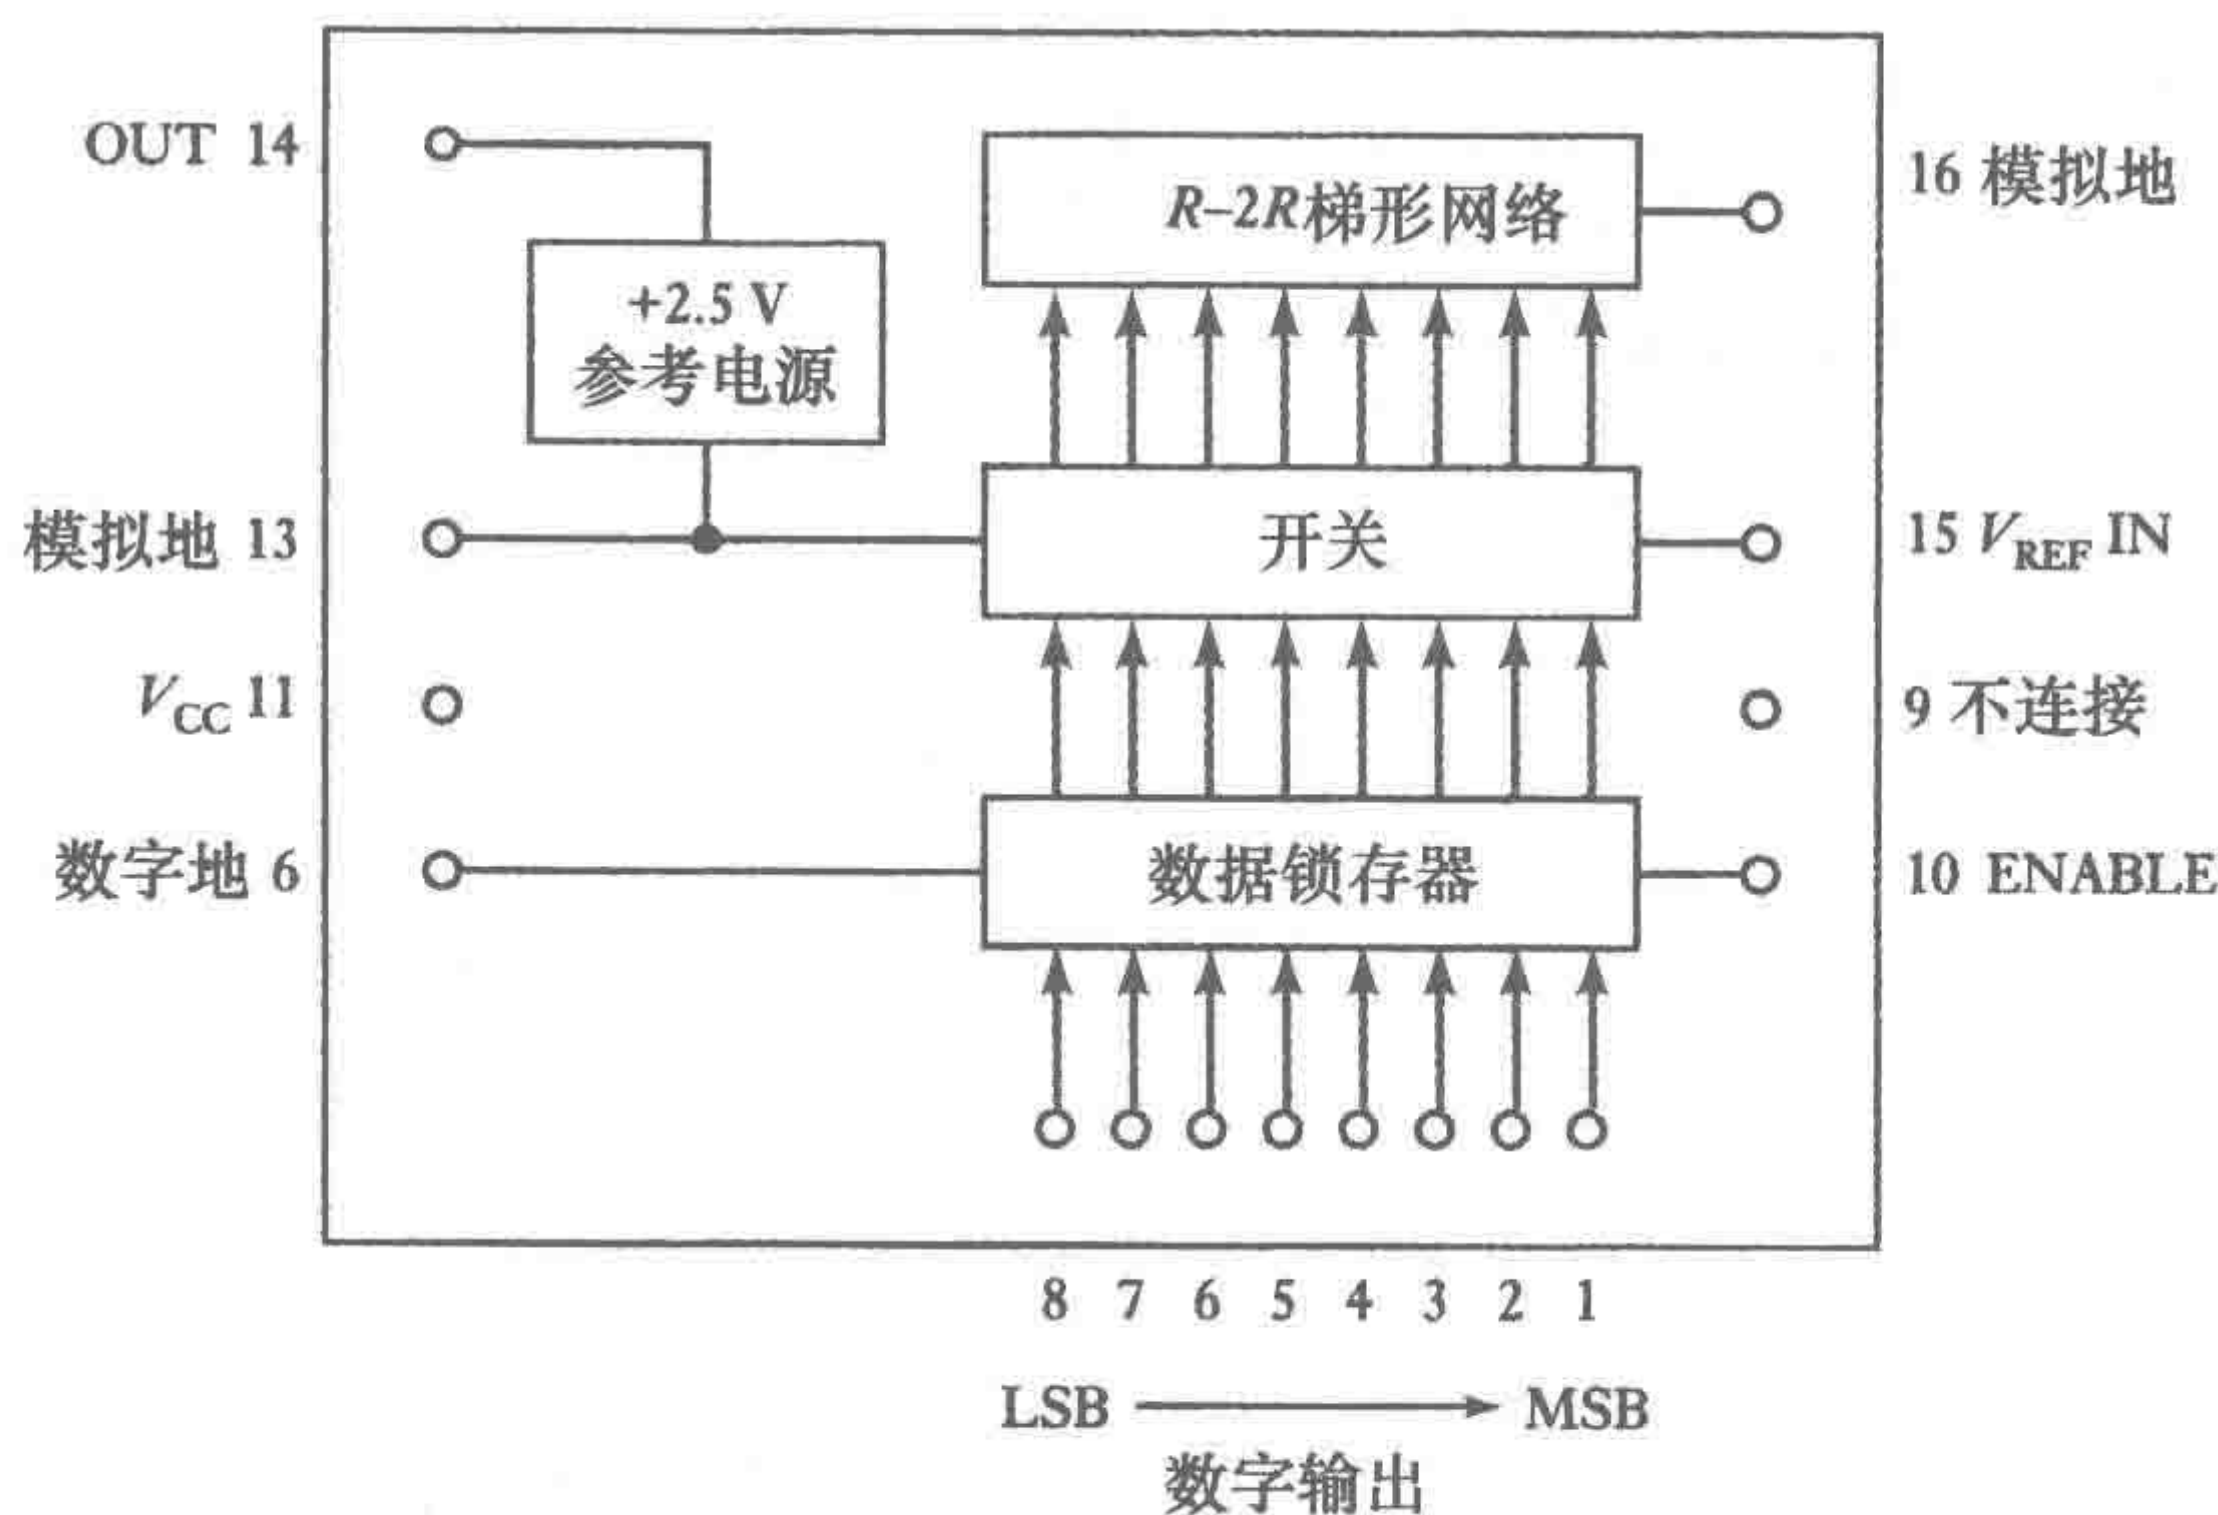 OUT 14
R–2R梯形网络
16 模拟地
+2.5 V
参考电源
模拟地 13
开关
15 VREF IN
VCC 11
9 不连接
数字地 6
数据锁存器
10 ENABLE
8 7 6 5 4 3 2 1
LSB MSB
数字输出